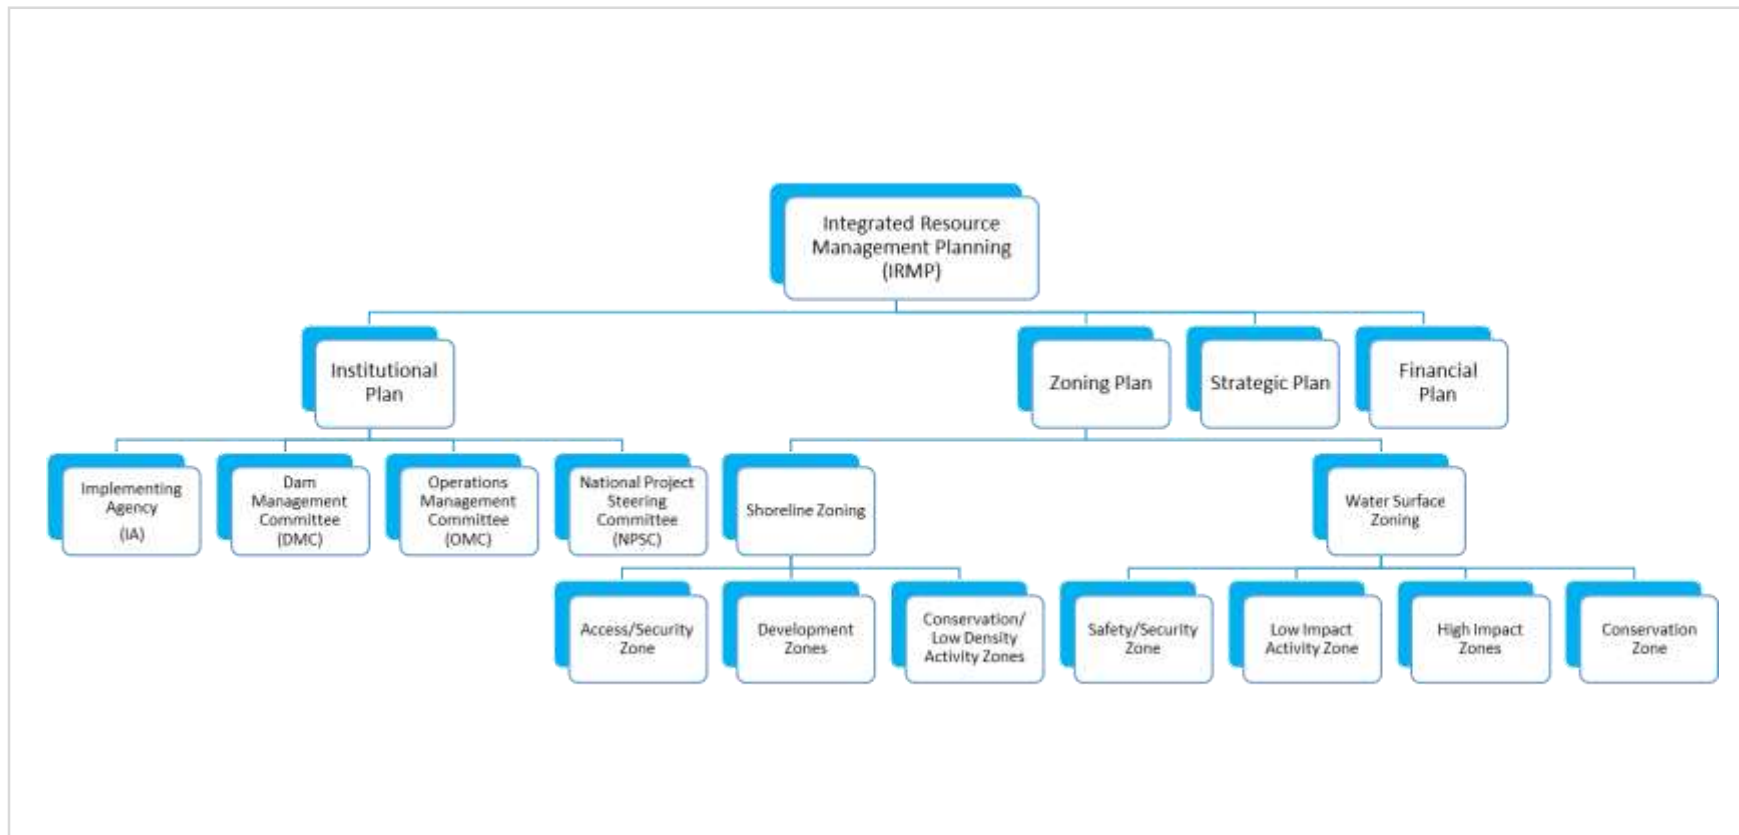 Integrated Resource
Management Planning
(IRMP)
Institutional
Plan
Zoning Plan
Strategic Plan
Financial
Plan
Implementing
Agency
(IA)
Dam
Management
Committee
(DMC)
Operations
Management
Committee
(OMC)
National Project
Steering
Committee
(NPSC)
Shoreline Zoning
Water Surface
Zoning
Access/Security
Zone
Development
Zones
Conservation/
Low Density
Activity Zones
Safety/Security
Zone
Low Impact
Activity Zone
High Impact
Zones
Conservation
Zone